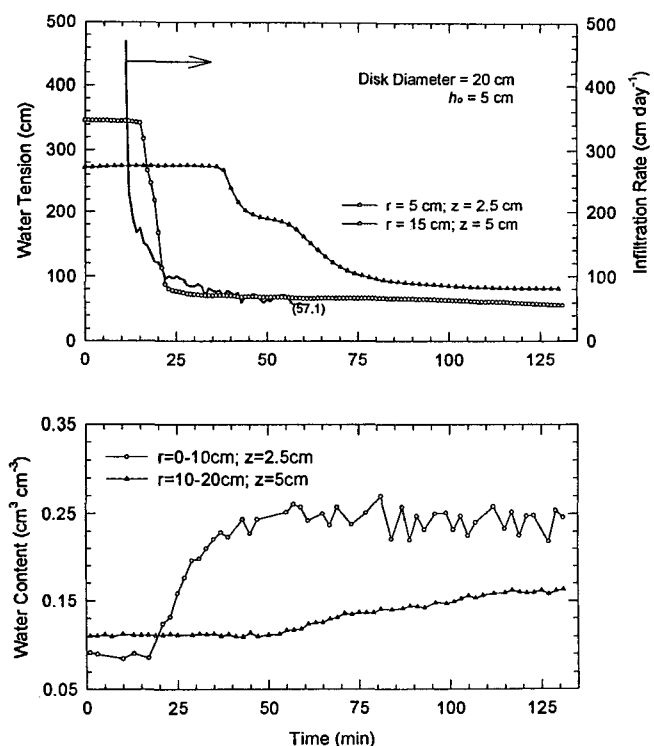 500
400
300
200
100
0
Water Tension (cm)
500
400
300
200
100
0
Infiltration Rate (cm day⁻¹)
Disk Diameter = 20 cm
hₒ = 5 cm
r = 5 cm; z = 2.5 cm
r = 15 cm; z = 5 cm
(57.1)
0 25 50 75 100 125
0.35
0.25
0.15
0.05
Water Content (cm³ cm⁻³)
r=0-10cm; z=2.5cm
r=10-20cm; z=5cm
0 25 50 75 100 125
Time (min)